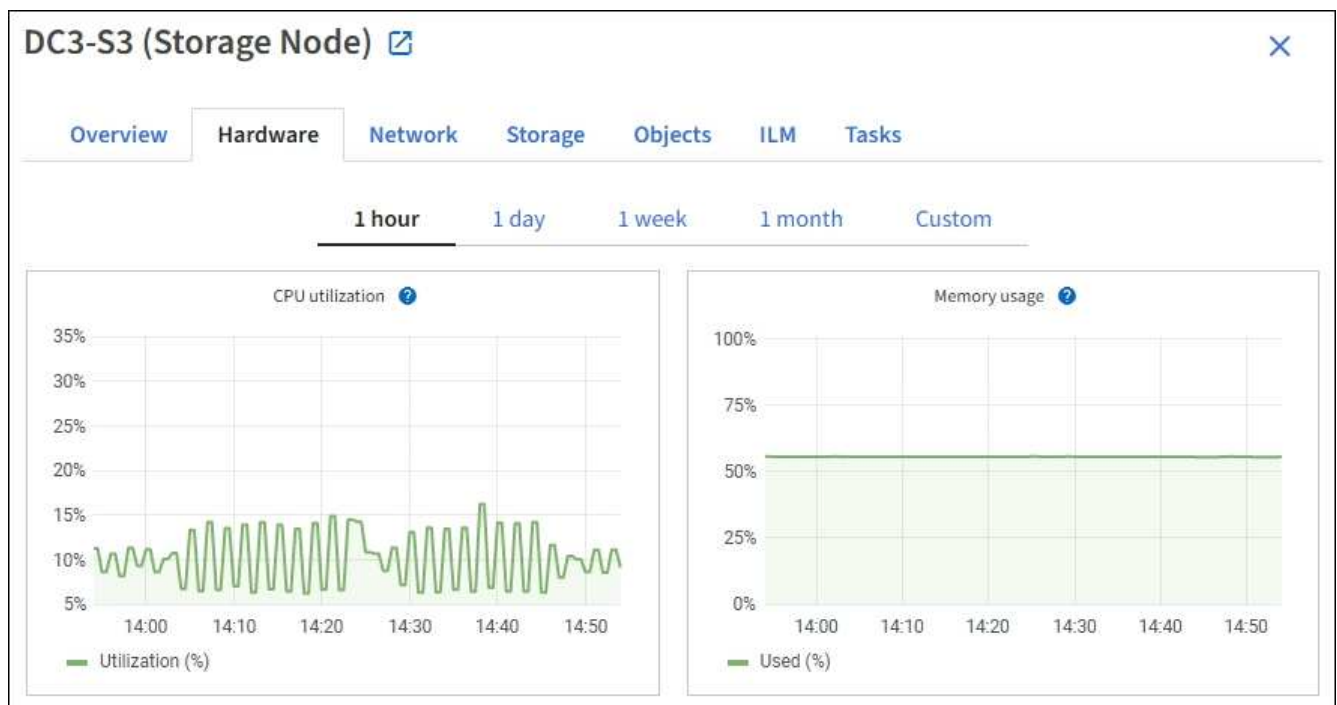 DC3-S3 (Storage Node)
Overview Hardware Network Storage Objects ILM Tasks
1 hour 1 day 1 week 1 month Custom
CPU utilization ?
35%
30%
25%
20%
15%
10%
5%
14:00 14:10 14:20 14:30 14:40 14:50
Utilization (%)
Memory usage ?
100%
75%
50%
25%
0%
14:00 14:10 14:20 14:30 14:40 14:50
Used (%)